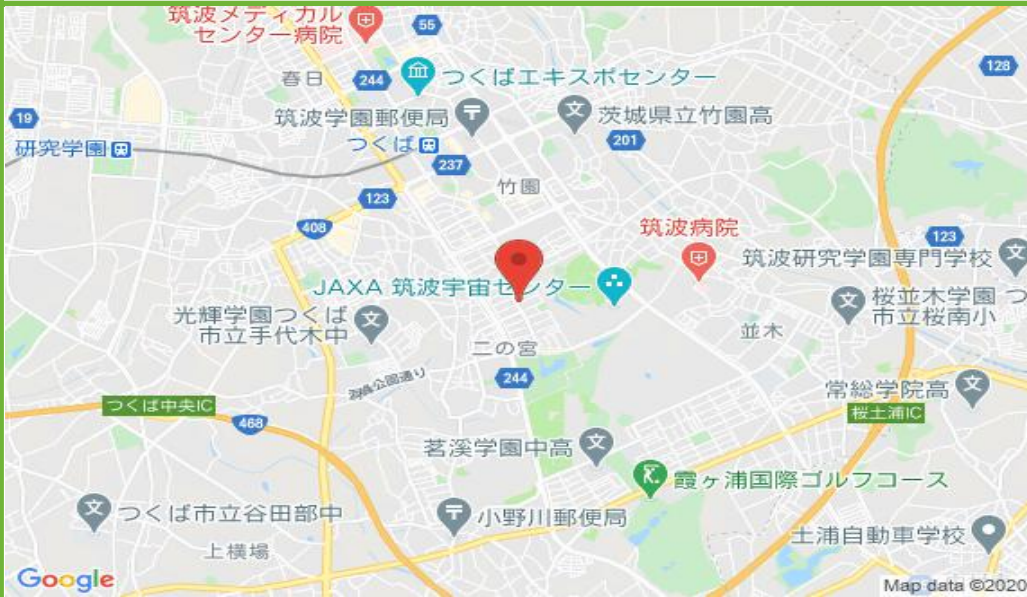 筑波メディカル
センター病院
55
128
春日
244
つくばエキスポセンター
19
筑波学園郵便局
茨城県立竹園高
研究学園
つくば
201
237
竹園
123
408
筑波病院
123
筑波研究学園専門学校
JAXA 筑波宇宙センター
光輝学園つくば
市立手代木中
桜並木学園 つ
市立桜南小
並木
二の宮
244
つくば中央IC
468
常総学院高
桜土浦IC
茗溪学園中高
霞ヶ浦国際ゴルフコース
つくば市立谷田部中
小野川郵便局
土浦自動車学校
上横場
Google
Map data ©2020